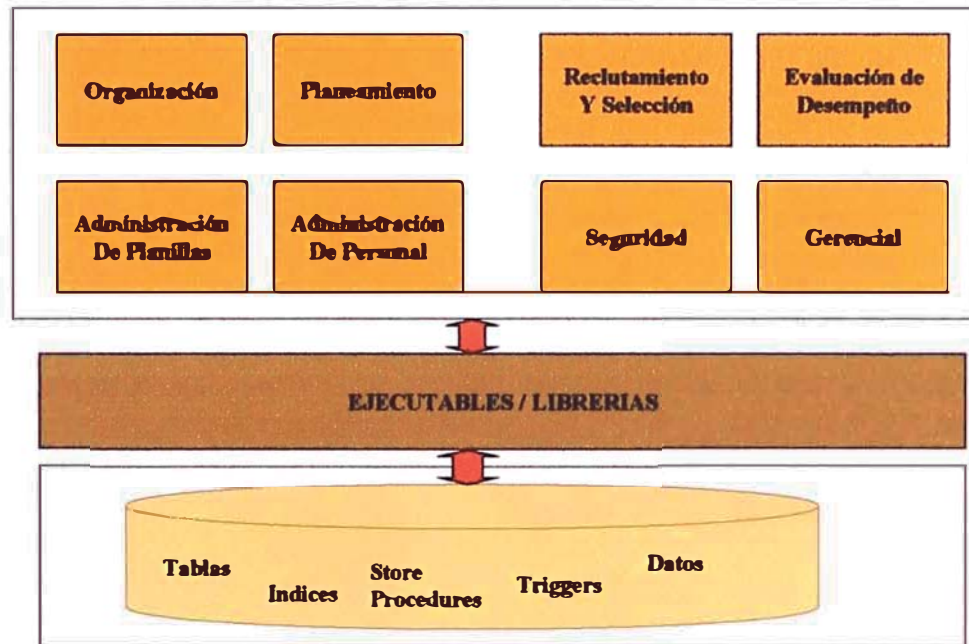 Organización
Planeamiento
Reclutamiento
Y Selección
Evaluación de
Desempeño
Administración
De Planillas
Administración
De Personal
Seguridad
Gerencial
EJECUTABLES / LIBRERIAS
Tablas
Indices
Store
Procedures
Triggers
Datos